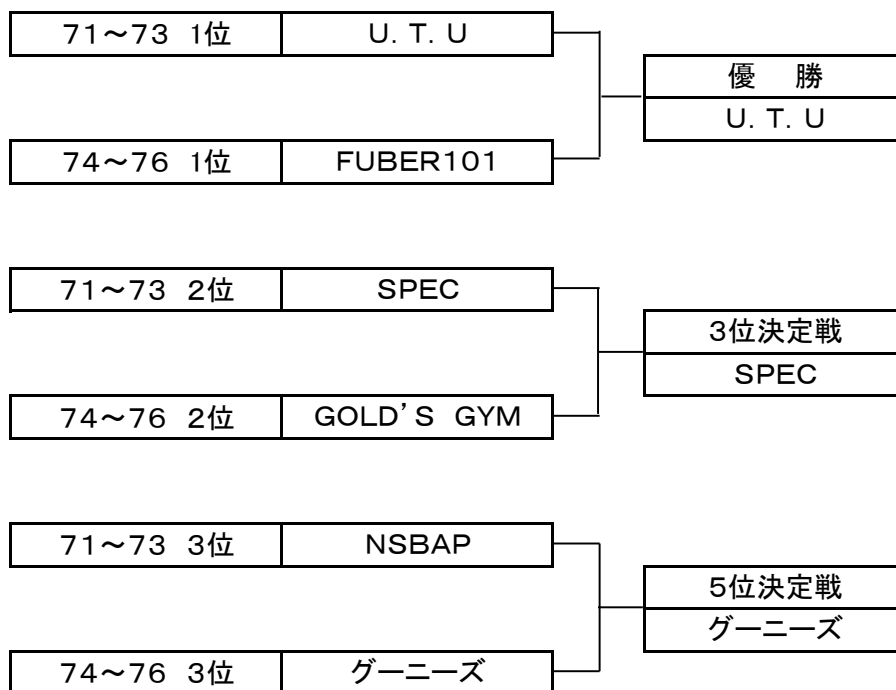 ７１～７３ １位 Ｕ．Ｔ．Ｕ
優　勝
Ｕ．Ｔ．Ｕ
７４～７６ １位 ＦＵＢＥＲ１０１
７１～７３ ２位 ＳＰＥＣ
３位決定戦
ＳＰＥＣ
７４～７６ ２位 ＧＯＬＤ’Ｓ ＧＹＭ
７１～７３ ３位 ＮＳＢＡＰ
５位決定戦
グーニーズ
７４～７６ ３位 グーニーズ